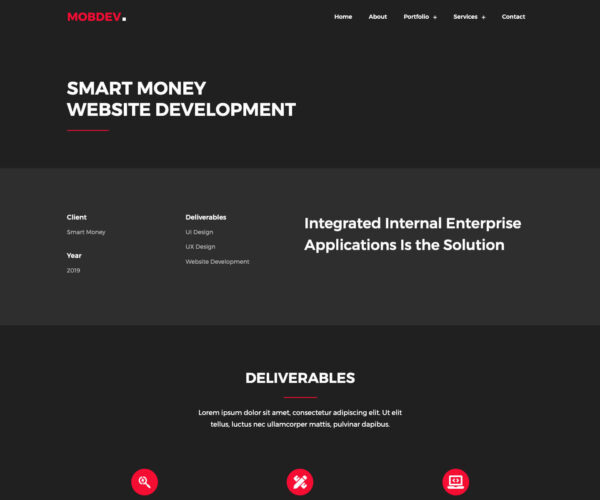 MOBDEV.
Home About Portfolio + Services + Contact
SMART MONEY
WEBSITE DEVELOPMENT
Client
Smart Money
Year
2019
Deliverables
UI Design
UX Design
Website Development
Integrated Internal Enterprise
Applications Is the Solution
DELIVERABLES
Lorem ipsum dolor sit amet, consectetur adipiscing elit. Ut elit
tellus, luctus nec ullamcorper mattis, pulvinar dapibus.